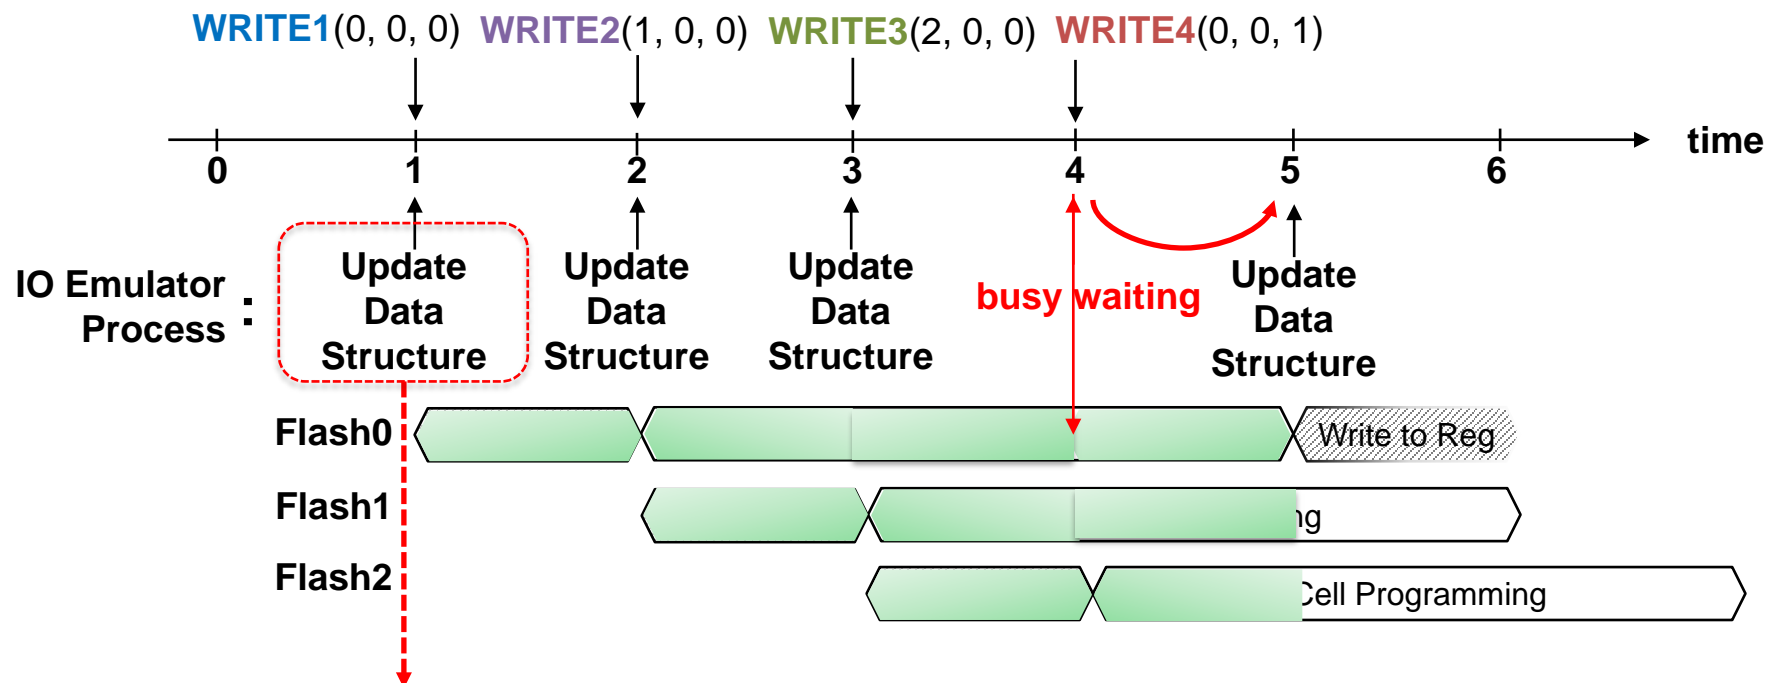 WRITE1(0, 0, 0) WRITE2(1, 0, 0) WRITE3(2, 0, 0) WRITE4(0, 0, 1)
time
0 1 2 3 4 5 6
IO Emulator
Process :
Update
Data
Structure
Update
Data
Structure
Update
Data
Structure
busy waiting
Update
Data
Structure
Flash0
Write to Reg
Flash1
ng
Flash2
Cell Programming